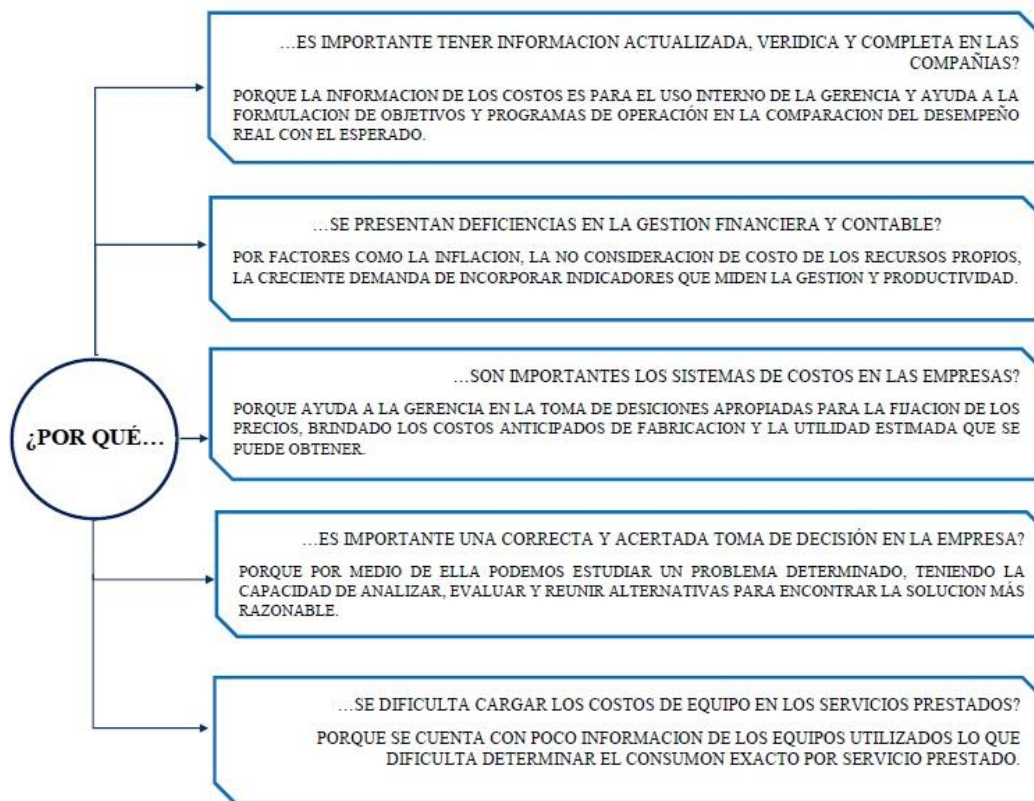 …ES IMPORTANTE TENER INFORMACION ACTUALIZADA, VERIDICA Y COMPLETA EN LAS
COMPAÑIAS?
PORQUE LA INFORMACION DE LOS COSTOS ES PARA EL USO INTERNO DE LA GERENCIA Y AYUDA A LA
FORMULACION DE OBJETIVOS Y PROGRAMAS DE OPERACIÓN EN LA COMPARACION DEL DESEMPEÑO
REAL CON EL ESPERADO.
…SE PRESENTAN DEFICIENCIAS EN LA GESTION FINANCIERA Y CONTABLE?
POR FACTORES COMO LA INFLACION, LA NO CONSIDERACION DE COSTO DE LOS RECURSOS PROPIOS,
LA CRECIENTE DEMANDA DE INCORPORAR INDICADORES QUE MIDEN LA GESTION Y PRODUCTIVIDAD.
…SON IMPORTANTES LOS SISTEMAS DE COSTOS EN LAS EMPRESAS?
PORQUE AYUDA A LA GERENCIA EN LA TOMA DE DESICIONES APROPIADAS PARA LA FIJACION DE LOS
PRECIOS, BRINDADO LOS COSTOS ANTICIPADOS DE FABRICACION Y LA UTILIDAD ESTIMADA QUE SE
PUEDE OBTENER.
¿POR QUÉ…
…ES IMPORTANTE UNA CORRECTA Y ACERTADA TOMA DE DECISIÓN EN LA EMPRESA?
PORQUE POR MEDIO DE ELLA PODEMOS ESTUDIAR UN PROBLEMA DETERMINADO, TENIENDO LA
CAPACIDAD DE ANALIZAR, EVALUAR Y REUNIR ALTERNATIVAS PARA ENCONTRAR LA SOLUCION MÁS
RAZONABLE.
…SE DIFICULTA CARGAR LOS COSTOS DE EQUIPO EN LOS SERVICIOS PRESTADOS?
PORQUE SE CUENTA CON POCO INFORMACION DE LOS EQUIPOS UTILIZADOS LO QUE
DIFICULTA DETERMINAR EL CONSUMON EXACTO POR SERVICIO PRESTADO.